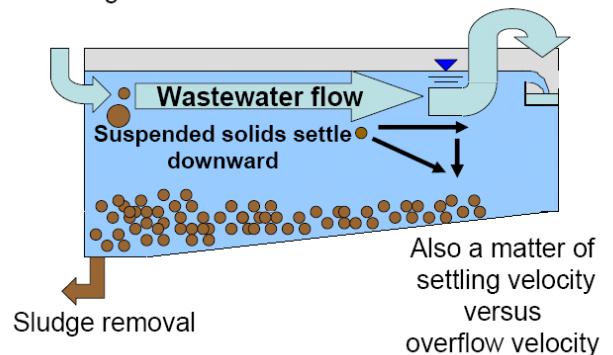 Wastewater flow
Suspended solids settle
downward
Also a matter of
settling velocity
versus
overflow velocity
Sludge removal